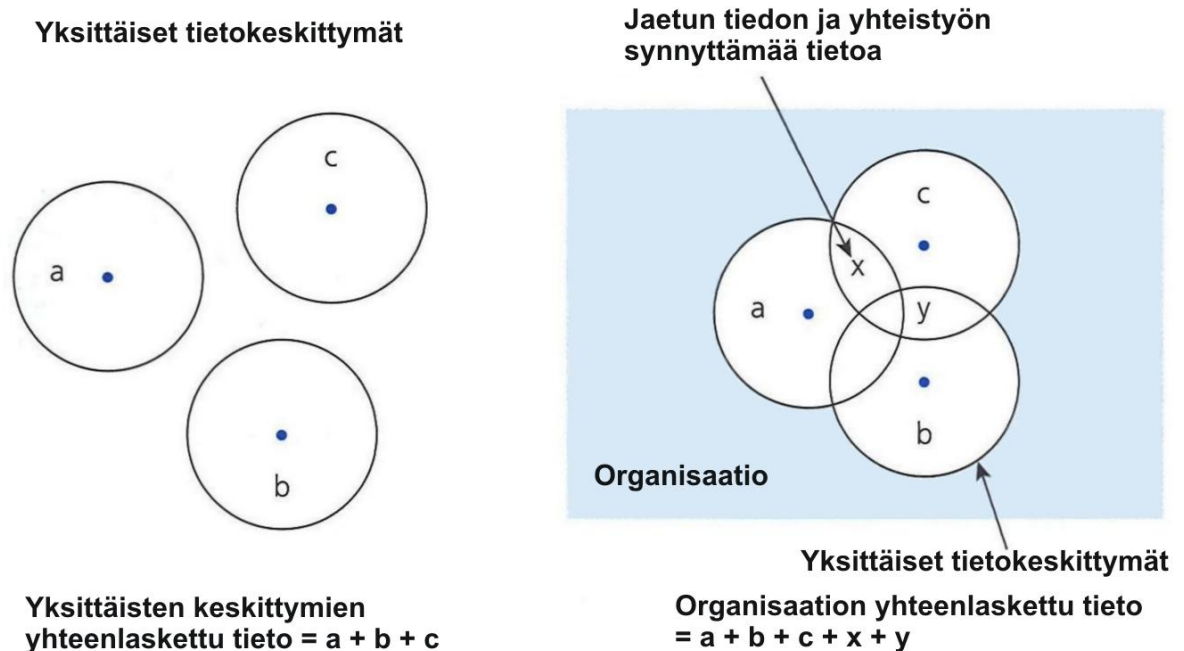 Yksittäiset tietokeskittymät
a
c
b
Yksittäisten keskittymien
yhteenlaskettu tieto = a + b + c
Jaetun tiedon ja yhteistyön
synnyttämää tietoa
c
x
a
y
b
Organisaatio
Yksittäiset tietokeskittymät
Organisaation yhteenlaskettu tieto
= a + b + c + x + y